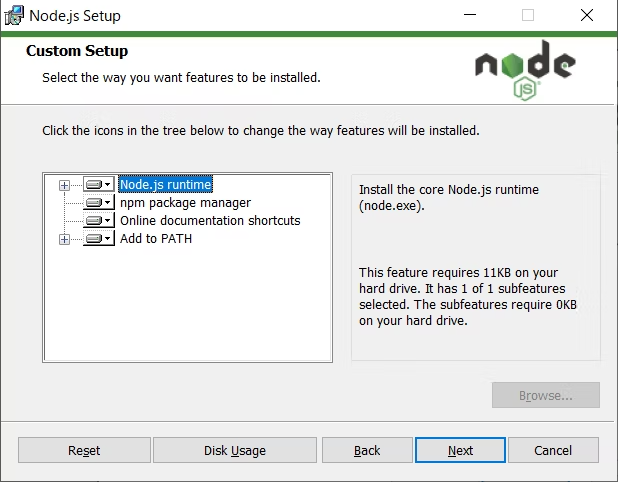 Node.js Setup
Custom Setup
Select the way you want features to be installed.
node
JS
Click the icons in the tree below to change the way features will be installed.
Node.js runtime
npm package manager
Online documentation shortcuts
Add to PATH
Install the core Node.js runtime
(node.exe).
This feature requires 11KB on your
hard drive. It has 1 of 1 subfeatures
selected. The subfeatures require 0KB
on your hard drive.
Browse...
Reset
Disk Usage
Back
Next
Cancel